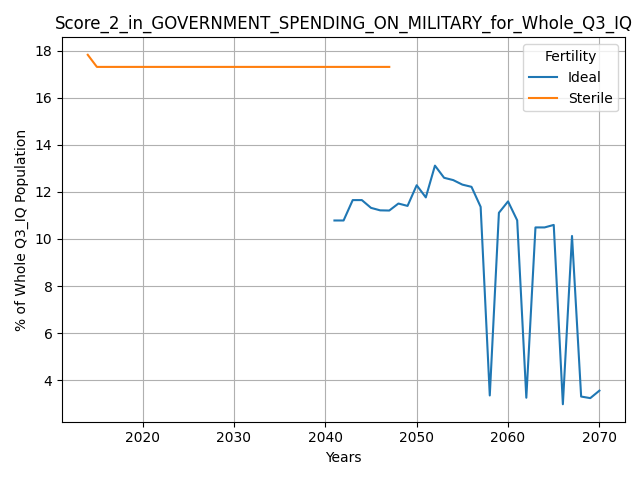 Score_2_in_GOVERNMENT_SPENDING_ON_MILITARY_for_Whole_Q3_IQ
Fertility
Ideal
Sterile
% of Whole Q3_IQ Population
18
16
14
12
10
8
6
4
2020 2030 2040 2050 2060 2070
Years